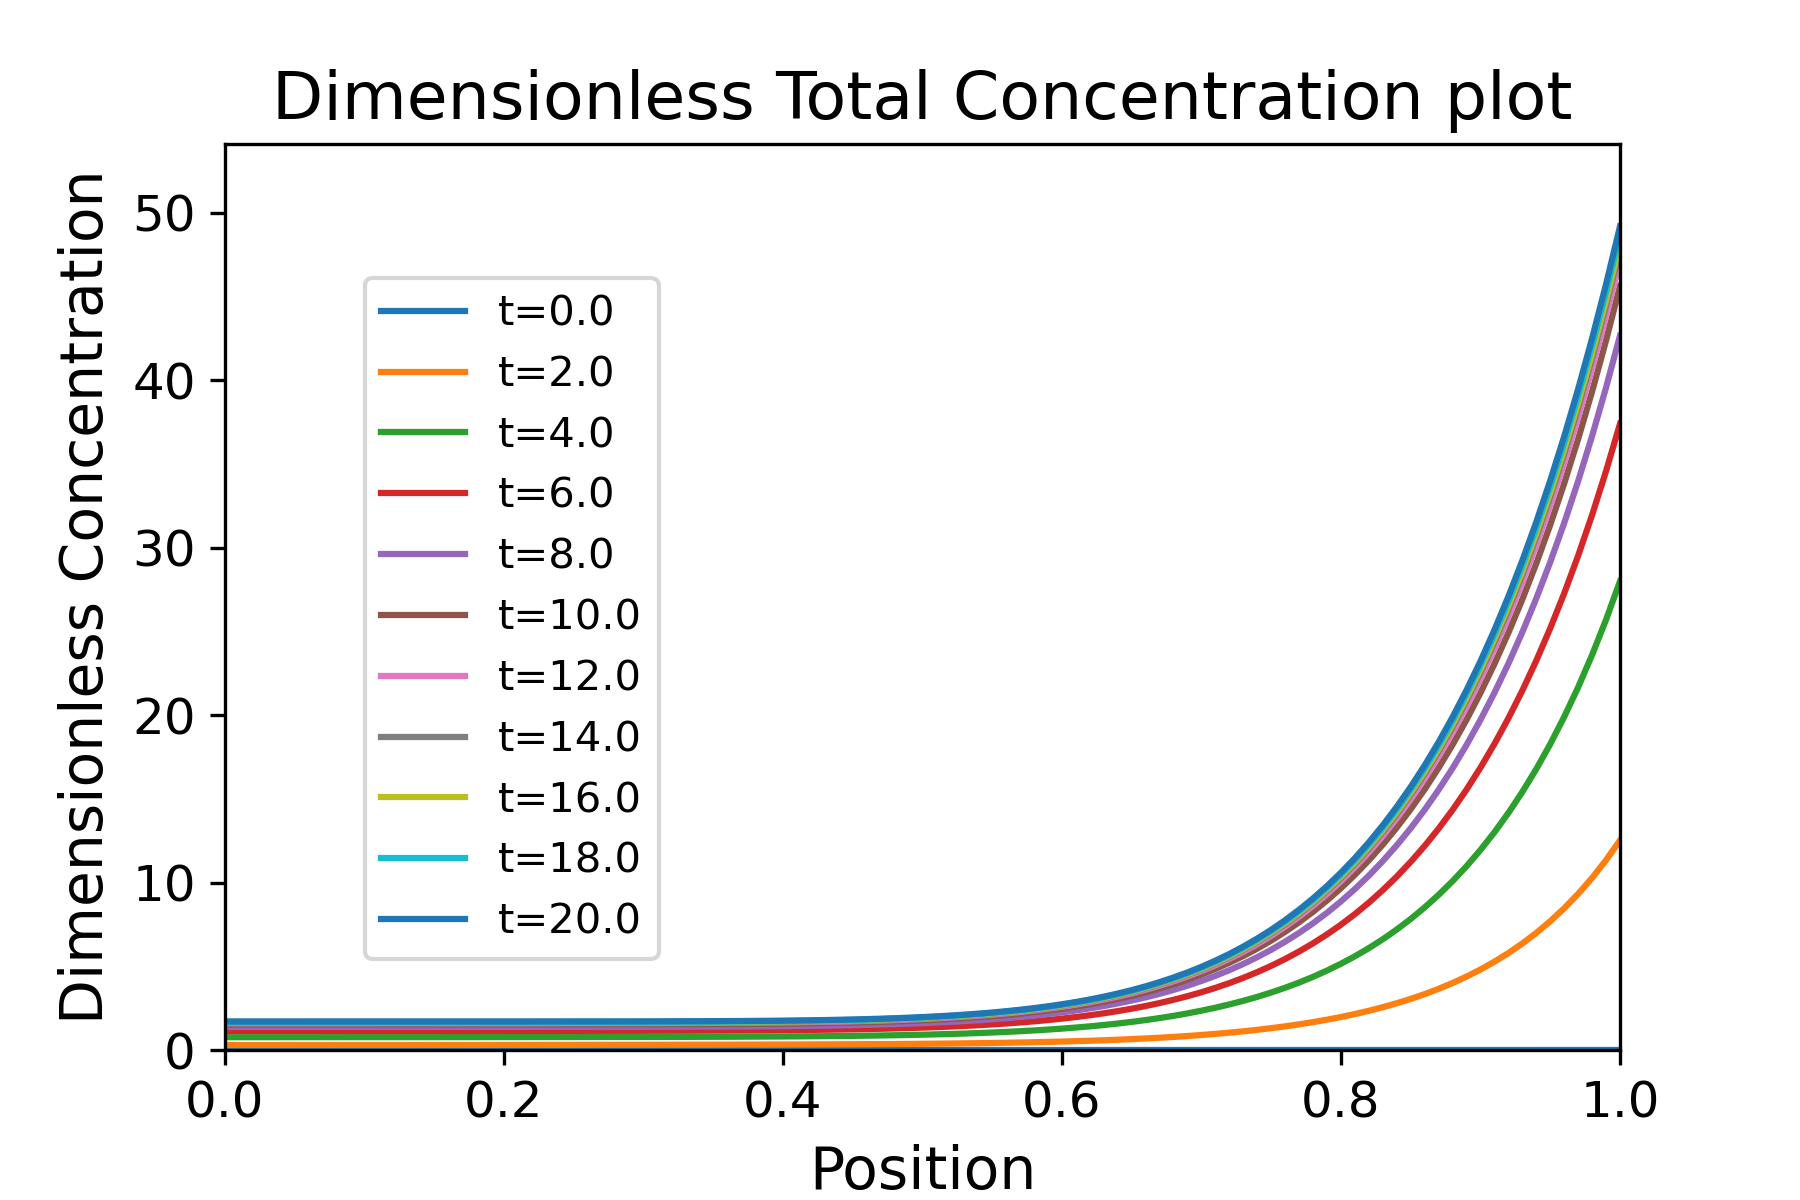 Dimensionless Total Concentration plot
Dimensionless Concentration
50
40
30
20
10
0
t=0.0
t=2.0
t=4.0
t=6.0
t=8.0
t=10.0
t=12.0
t=14.0
t=16.0
t=18.0
t=20.0
0.0 0.2 0.4 0.6 0.8 1.0
Position